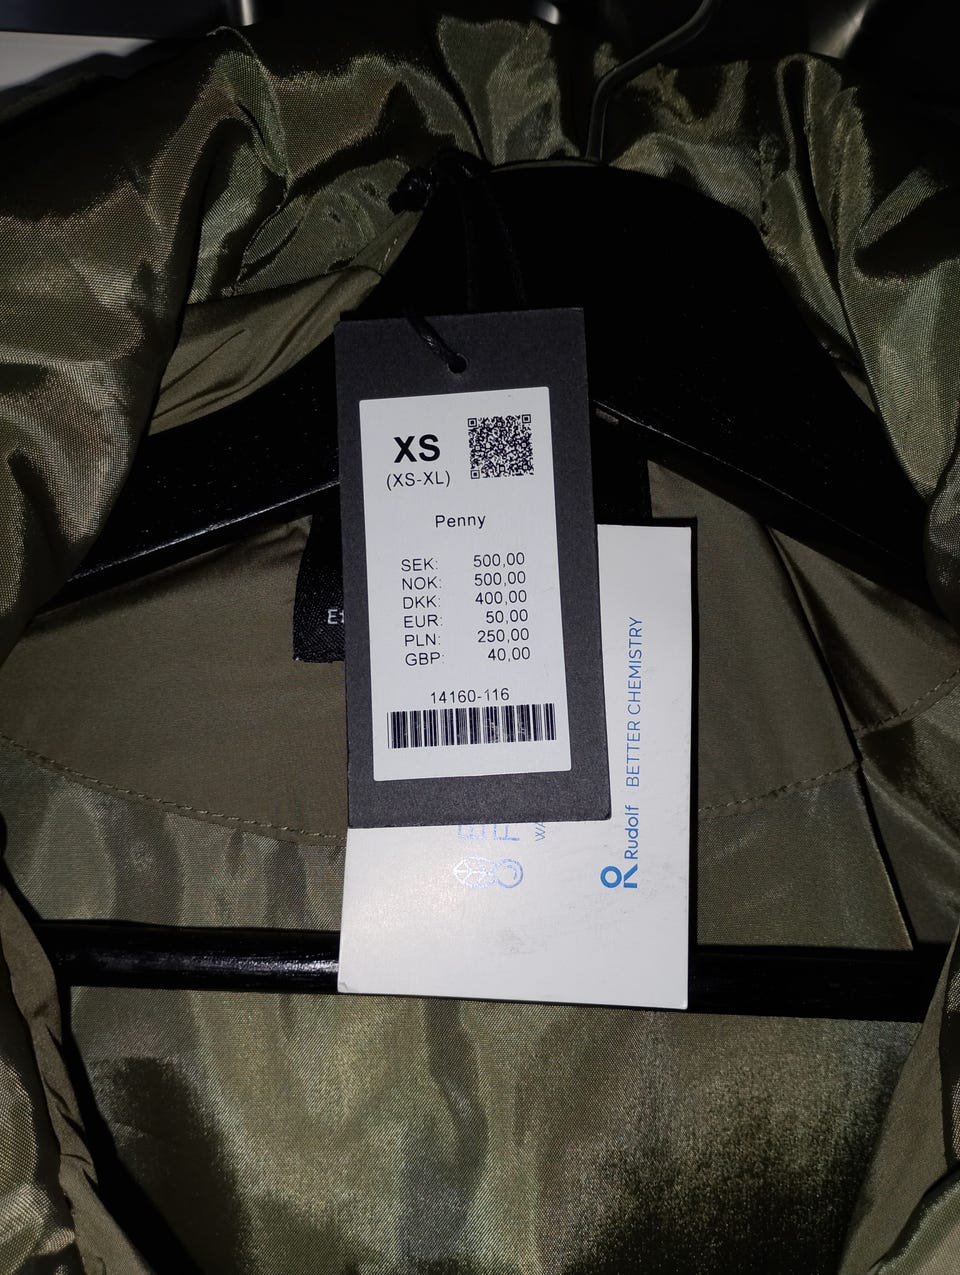 XS
(XS-XL)
Penny
SEK: 500,00
NOK: 500,00
DKK: 400,00
EUR: 50,00
PLN: 250,00
GBP: 40,00
14160-116
Rudolf BETTER CHEMISTRY